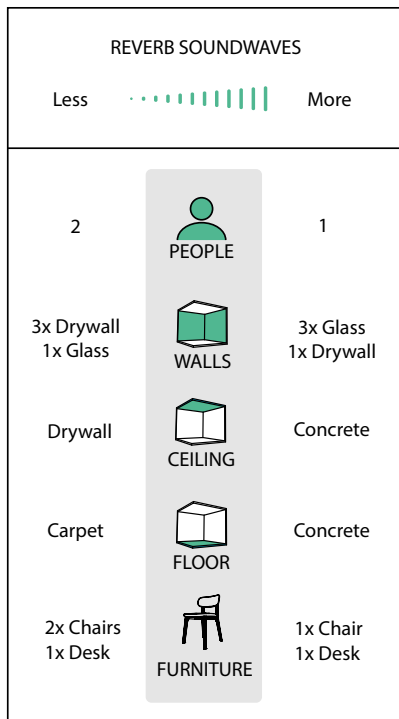 REVERB SOUNDWAVES
Less
More
2
PEOPLE
1
3x Drywall
1x Glass
WALLS
3x Glass
1x Drywall
Drywall
CEILING
Concrete
Carpet
FLOOR
Concrete
2x Chairs
1x Desk
FURNITURE
1x Chair
1x Desk